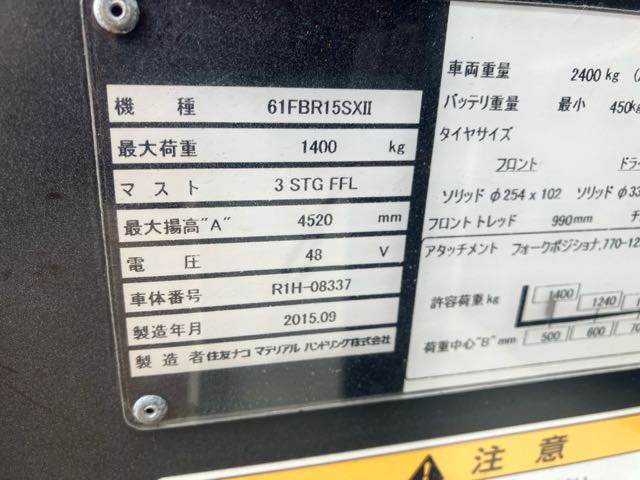 機 種 61FBR15SXII
最大荷重 1400 kg
マスト 3 STG FFL
最大揚高"A" 4520 mm
電 圧 48 V
車体番号 R1H-08337
製造年月 2015.09
製造者 住友ナコ マテリアル ハンドリング株式会社
車両重量 2400 kg
バッテリ重量 最小 450kg
タイヤサイズ
フロント ドラ
ソリッド φ254 x 102 ソリッド φ33
フロントトレッド 990mm
アタッチメント フォークポジショナ,770-12
許容荷重 kg 1400 1240
荷重中心"B" mm 500 600 70
注意